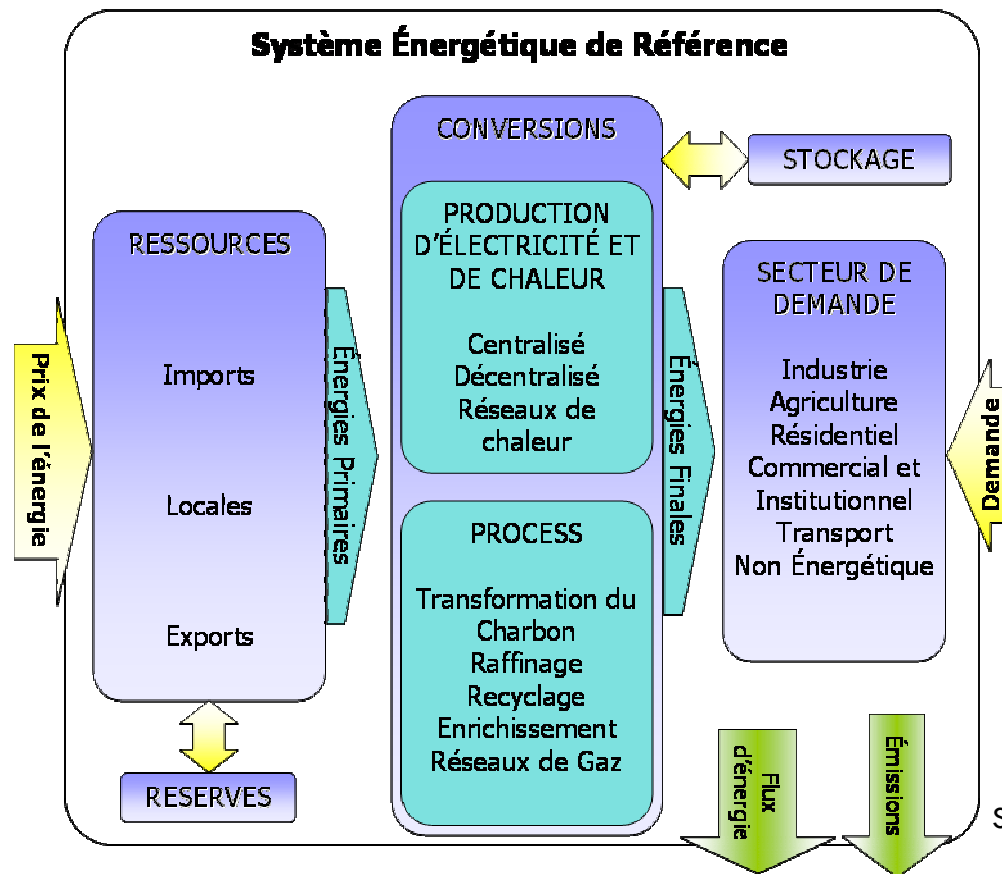 Système Énergétique de Référence
Prix de l'énergie
RESSOURCES
Imports
Locales
Exports
RESERVES
Énergies Primaires
CONVERSIONS
PRODUCTION
D'ÉLECTRICITÉ ET
DE CHALEUR
Centralisé
Décentralisé
Réseaux de
chaleur
PROCESS
Transformation du
Charbon
Raffinage
Recyclage
Enrichissement
Réseaux de Gaz
Énergies Finales
STOCKAGE
SECTEUR DE
DEMANDE
Industrie
Agriculture
Résidentiel
Commercial et
Institutionnel
Transport
Non Énergétique
Demande
Flux
d'énergie
Émissions